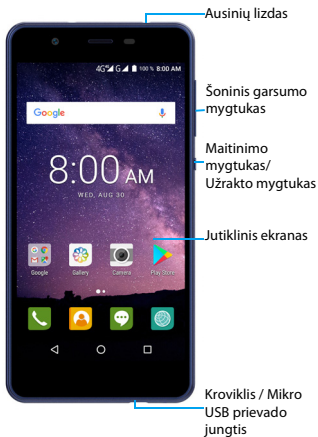 Ausinių lizdas
4G G 100 % 8:00 AM
Google
Šoninis garsumo
mygtukas
8:00 AM
WED, AUG 30
Maitinimo
mygtukas/
Užrakto mygtukas
Jutiklinis ekranas
Google Gallery Camera Play Store
Kroviklis / Mikro
USB prievado
jungtis